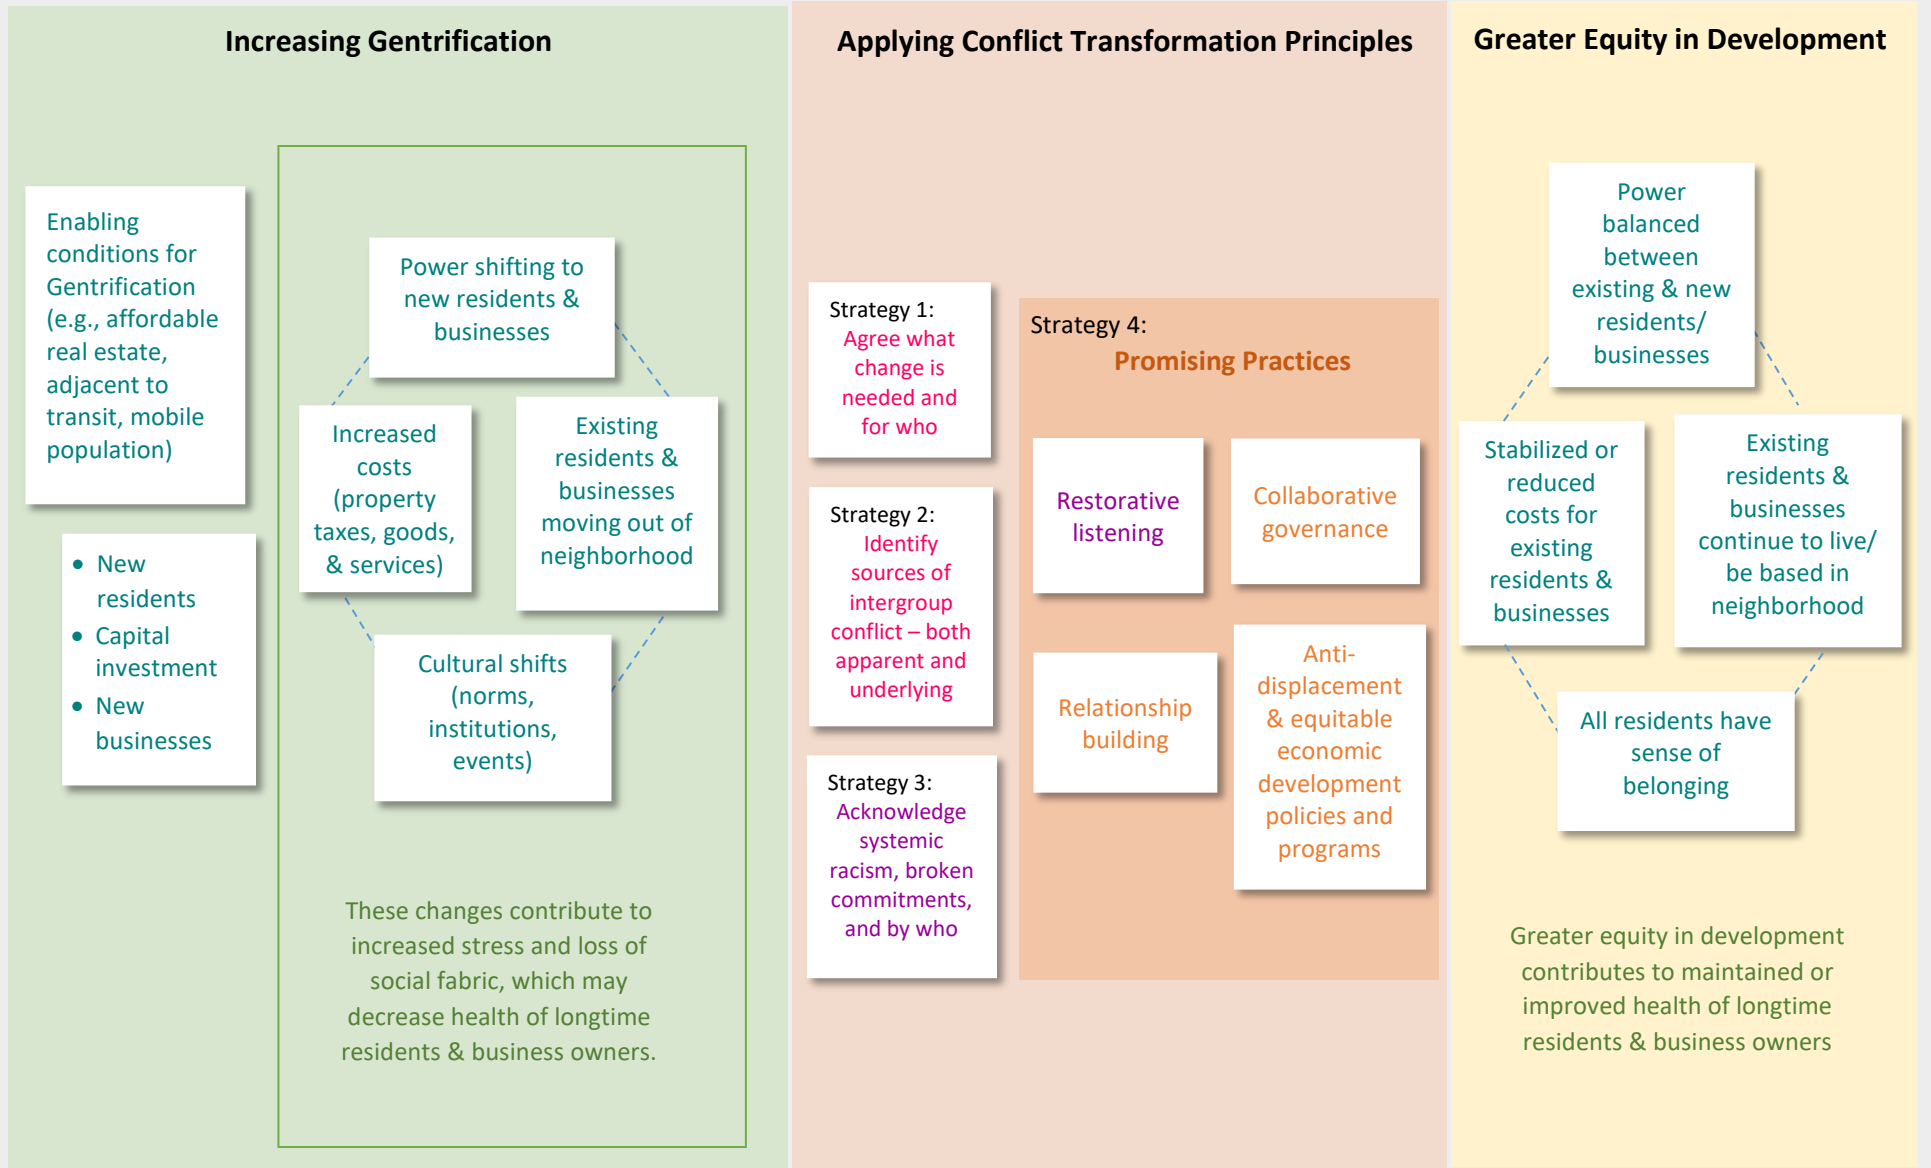 Increasing Gentrification
Enabling
conditions for
Gentrification
(e.g., affordable
real estate,
adjacent to
transit, mobile
population)
• New
residents
• Capital
investment
• New
businesses
Power shifting to
new residents &
businesses
Increased
costs
(property
taxes, goods,
& services)
Existing
residents &
businesses
moving out of
neighborhood
Cultural shifts
(norms,
institutions,
events)
These changes contribute to
increased stress and loss of
social fabric, which may
decrease health of longtime
residents & business owners.
Applying Conflict Transformation Principles
Strategy 1:
Agree what
change is
needed and
for who
Strategy 2:
Identify
sources of
intergroup
conflict – both
apparent and
underlying
Strategy 3:
Acknowledge
systemic
racism, broken
commitments,
and by who
Strategy 4:
Promising Practices
Restorative
listening
Collaborative
governance
Relationship
building
Anti-
displacement
& equitable
economic
development
policies and
programs
Greater Equity in Development
Power
balanced
between
existing & new
residents/
businesses
Stabilized or
reduced
costs for
existing
residents &
businesses
Existing
residents &
businesses
continue to live/
be based in
neighborhood
All residents have
sense of
belonging
Greater equity in development
contributes to maintained or
improved health of longtime
residents & business owners